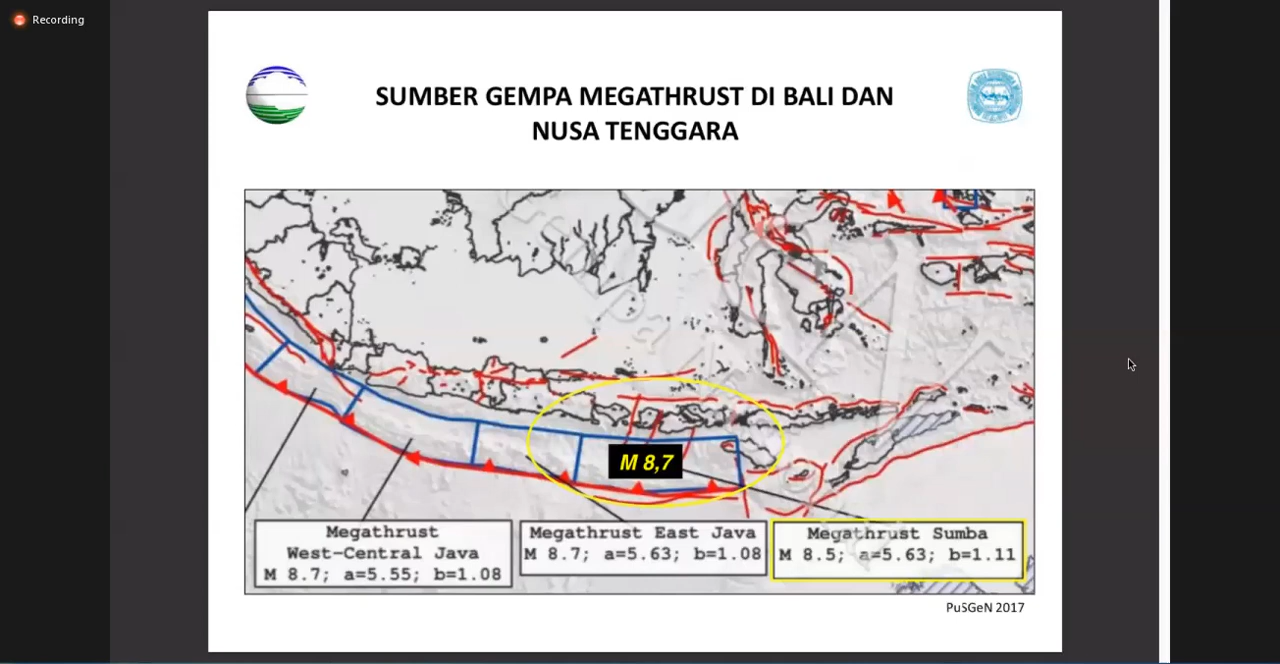 Recording
SUMBER GEMPA MEGATHRUST DI BALI DAN
NUSA TENGGARA
M 8,7
Megathrust
West-Central Java
M 8.7; a=5.55; b=1.08
Megathrust East Java
M 8.7; a=5.63; b=1.08
Megathrust Sumba
M 8.5; a=5.63; b=1.11
PuSGeN 2017